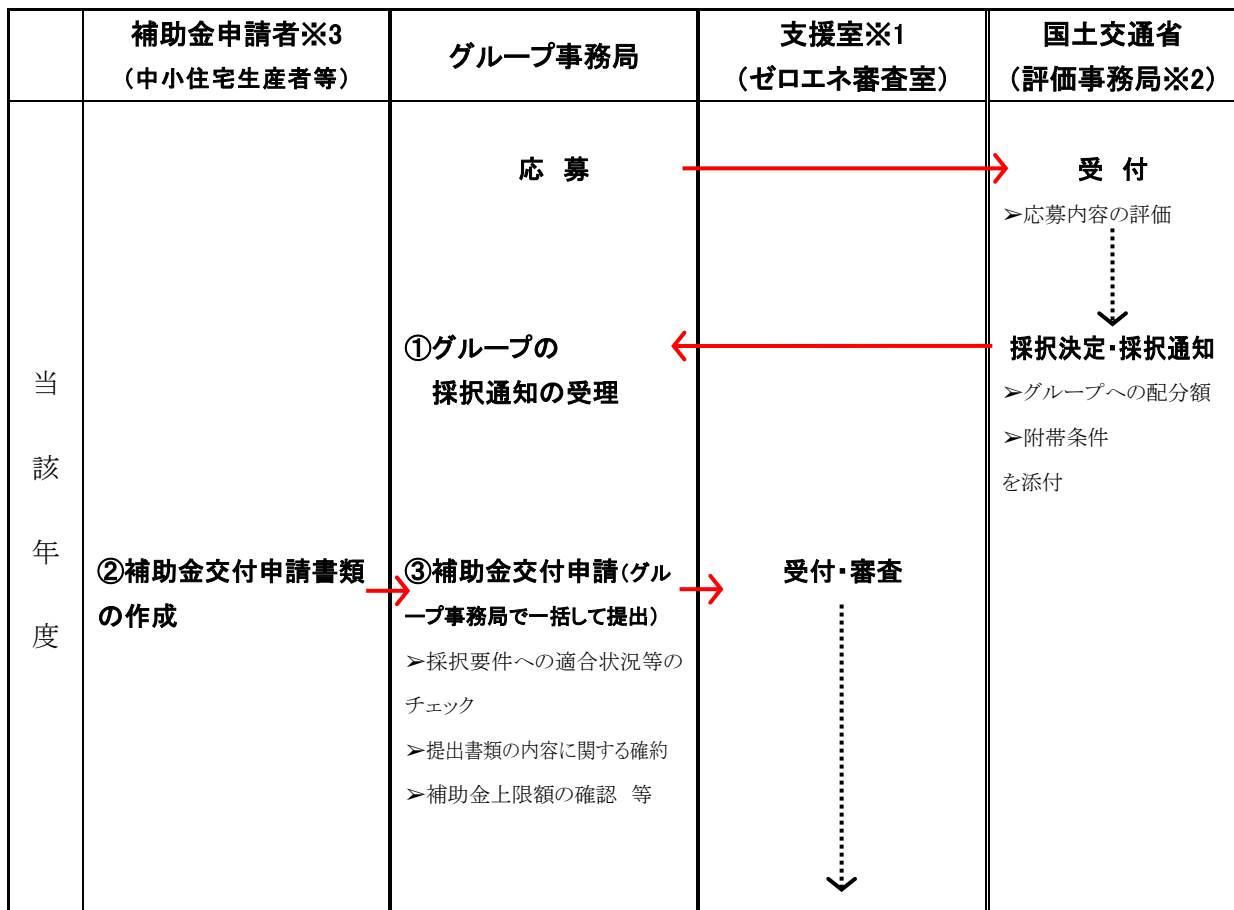 補助金申請者※3
（中小住宅生産者等）
グループ事務局
支援室※1
（ゼロエネ審査室）
国土交通省
（評価事務局※2）
当
該
年
度
応　募
受　付
➢応募内容の評価
①グループの
採択通知の受理
採択決定・採択通知
➢グループへの配分額
➢附帯条件
を添付
②補助金交付申請書類
の作成
③補助金交付申請（グル
ープ事務局で一括して提出）
➢採択要件への適合状況等の
チェック
➢提出書類の内容に関する確約
➢補助金上限額の確認　等
受付・審査